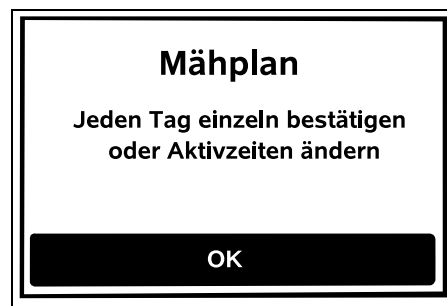 Mähplan
Jeden Tag einzeln bestätigen
oder Aktivzeiten ändern
OK